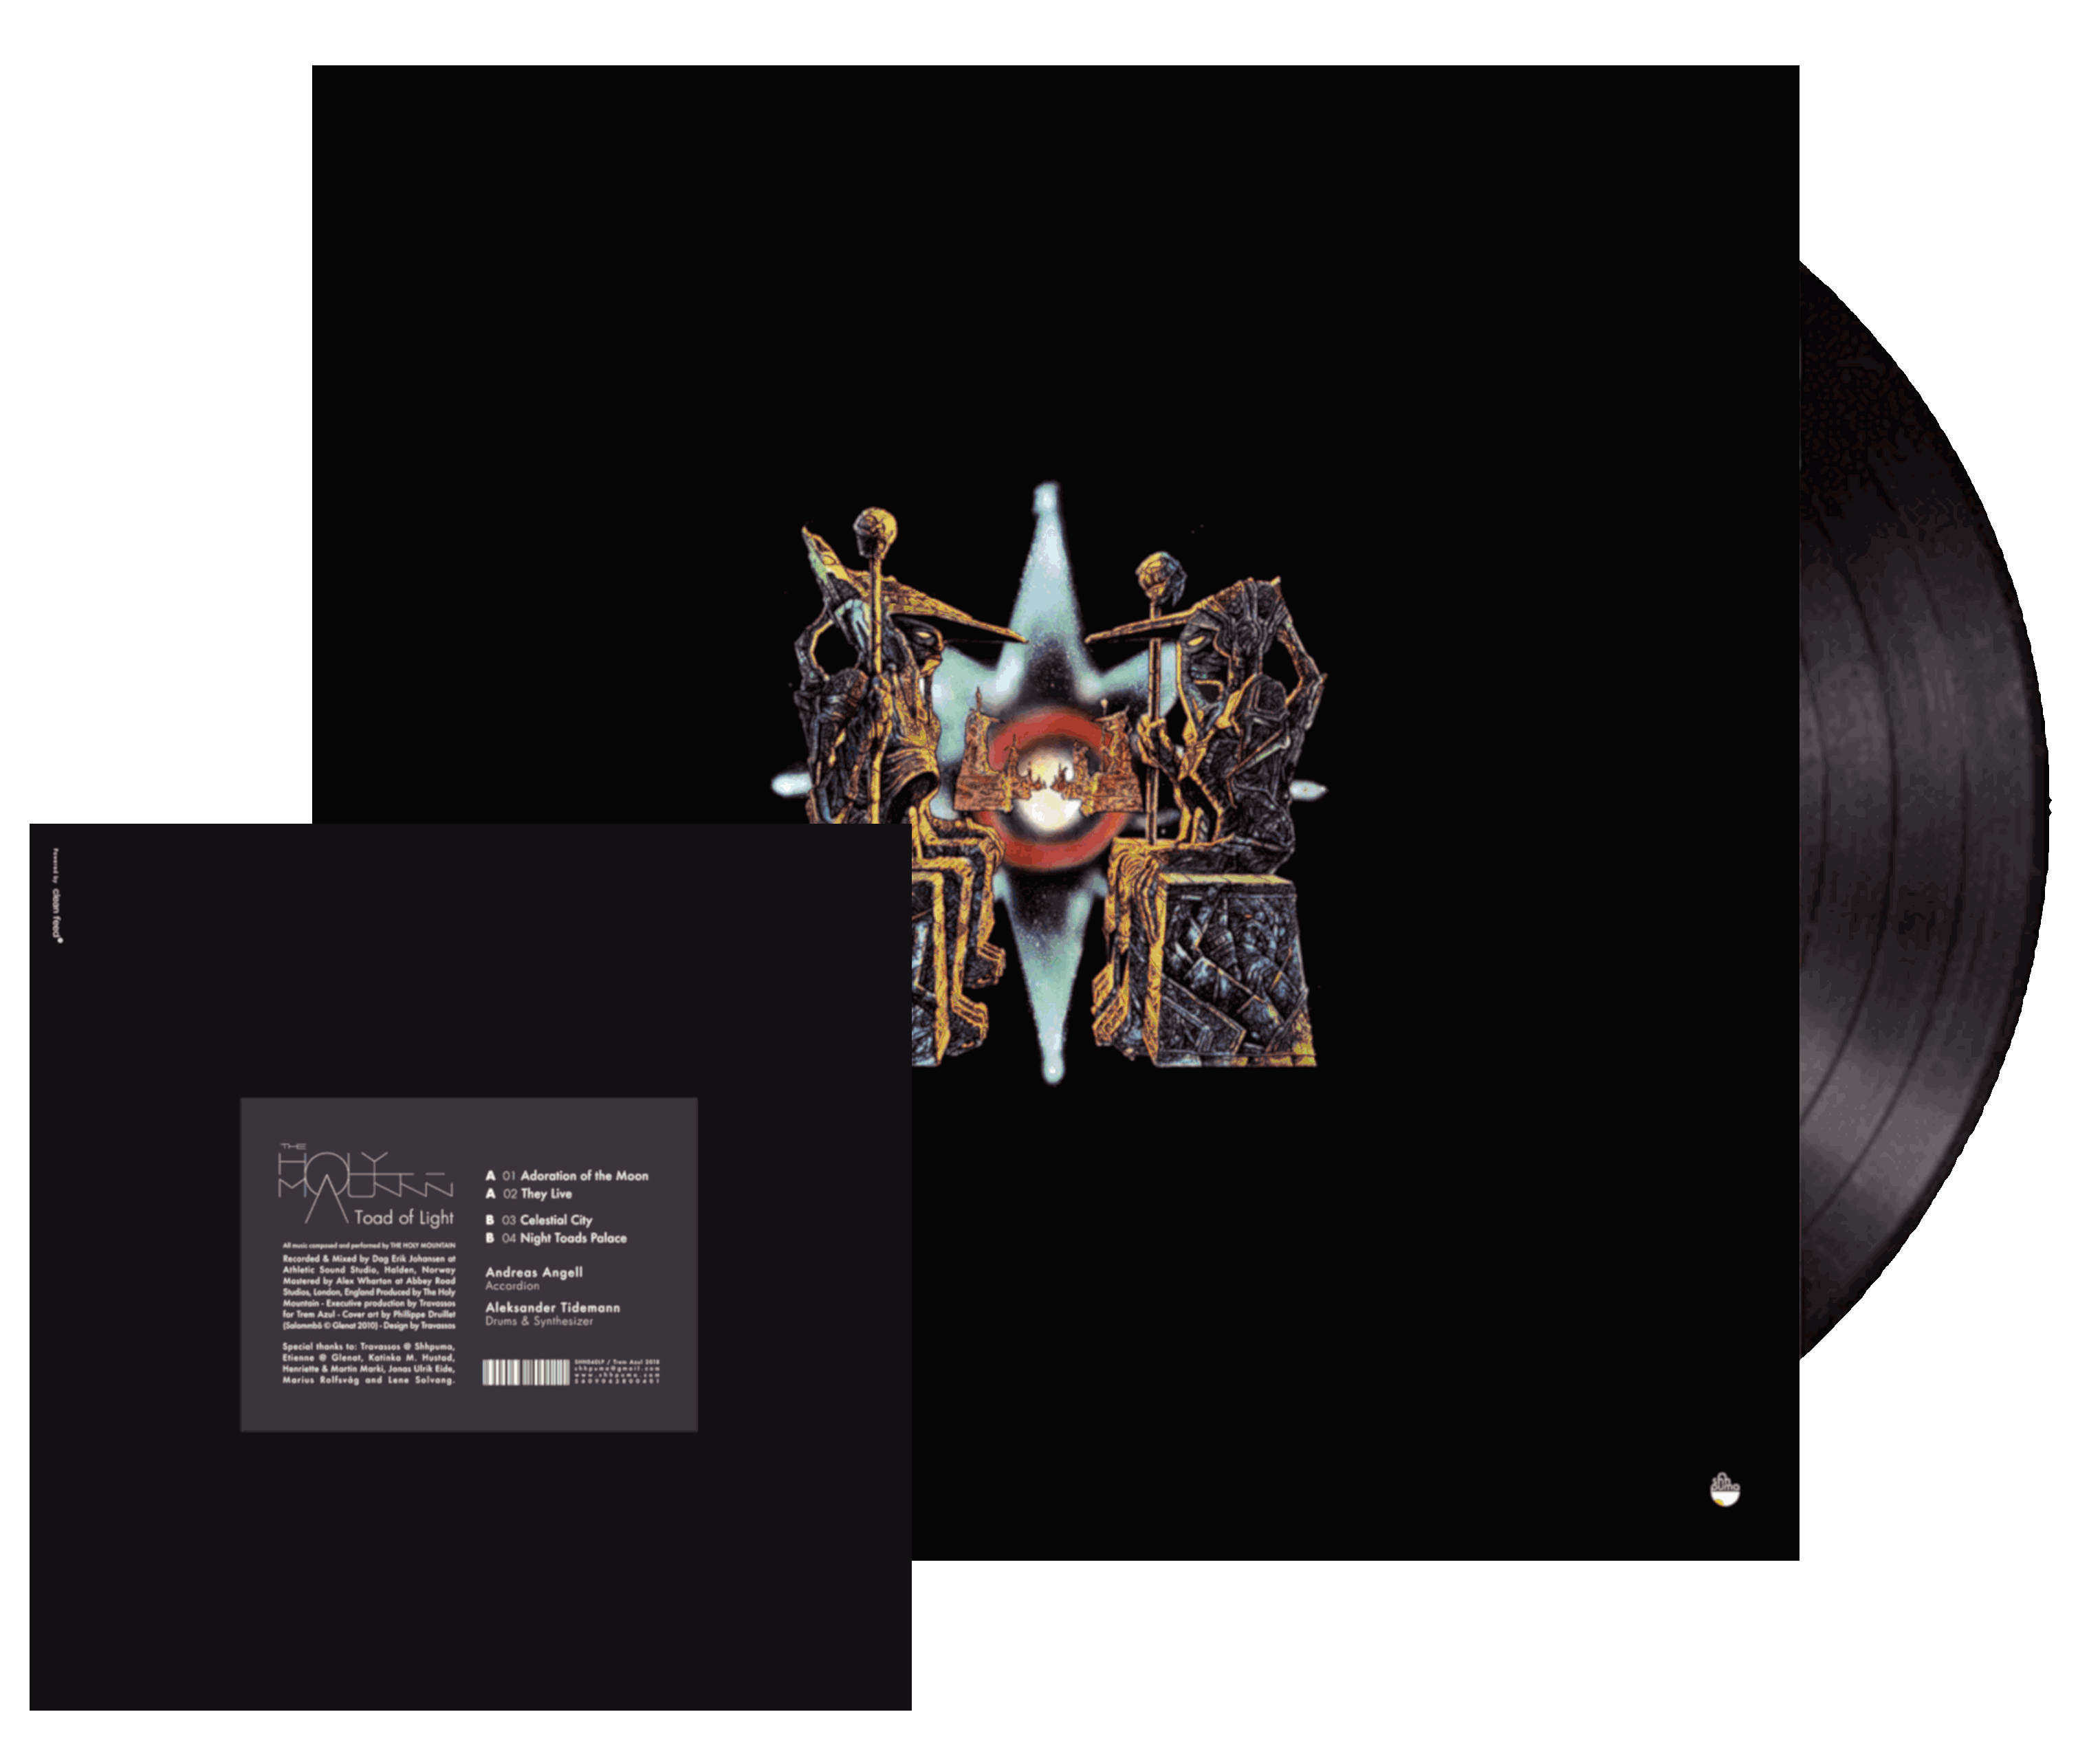 Powered by clean feed
THE
HOLY
MOUNTAIN
Toad of Light
All music composed and performed by THE HOLY MOUNTAIN
Recorded & Mixed by Dag Erik Johansen at
Athletic Sound Studio, Halden, Norway
Mastered by Alex Wharton at Abbey Road
Studios, London, England Produced by The Holy
Mountain - Executive production by Travassos
for Trem Azul - Cover art by Phillippe Druillet
(Salammbô © Glenat 2010) - Design by Travassos
Special thanks to: Travassos @ Shhpuma,
Etienne @ Glenat, Katinka M. Hustad,
Henriette & Martin Marki, Jonas Ulrik Eide,
Marius Rolfsvåg and Lene Solvang.
A 01 Adoration of the Moon
A 02 They Live
B 03 Celestial City
B 04 Night Toads Palace
Andreas Angell
Accordion
Aleksander Tidemann
Drums & Synthesizer
/ Trem Azul 2018
shhpuma@gmail.com
www.shhpuma.com
shh
puma